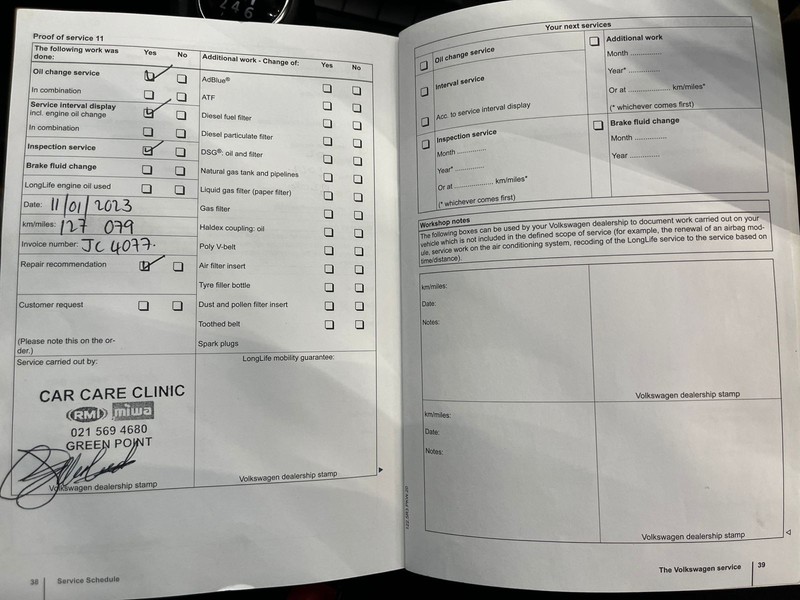 246
Proof of service 11
The following work was done: Yes No
Oil change service
In combination
Service interval display
incl. engine oil change
In combination
Inspection service
Brake fluid change
LongLife engine oil used
Date: 11/01/2023
km/miles: 127 079
Invoice number: JC 4077.
Repair recommendation
Customer request
(Please note this on the or-
der.)
Service carried out by:
CAR CARE CLINIC
RMI miwa
021 569 4680
GREEN POINT
Volkswagen dealership stamp
Additional work - Change of: Yes No
AdBlue®
ATF
Diesel fuel filter
Diesel particulate filter
DSG®: oil and filter
Natural gas tank and pipelines
Liquid gas filter (paper filter)
Gas filter
Haldex coupling: oil
Poly V-belt
Air filter insert
Tyre filler bottle
Dust and pollen filter insert
Toothed belt
Spark plugs
LongLife mobility guarantee:
Volkswagen dealership stamp
38 Service Schedule
Your next services
Oil change service
Interval service
Acc. to service interval display
Inspection service
Month ..............
Year* ..............
Or at .................... km/miles*
(* whichever comes first)
Additional work
Month ..............
Year* ..............
Or at .................... km/miles*
(* whichever comes first)
Brake fluid change
Month ..............
Year ..............
Workshop notes
The following boxes can be used by your Volkswagen dealership to document work carried out on your
vehicle which is not included in the defined scope of service (for example, the renewal of an airbag mod-
ule, service work on the air conditioning system, recoding of the LongLife service to the service based on
time/distance).
km/miles:
Date:
Notes:
Volkswagen dealership stamp
km/miles:
Date:
Notes:
Volkswagen dealership stamp
The Volkswagen service 39